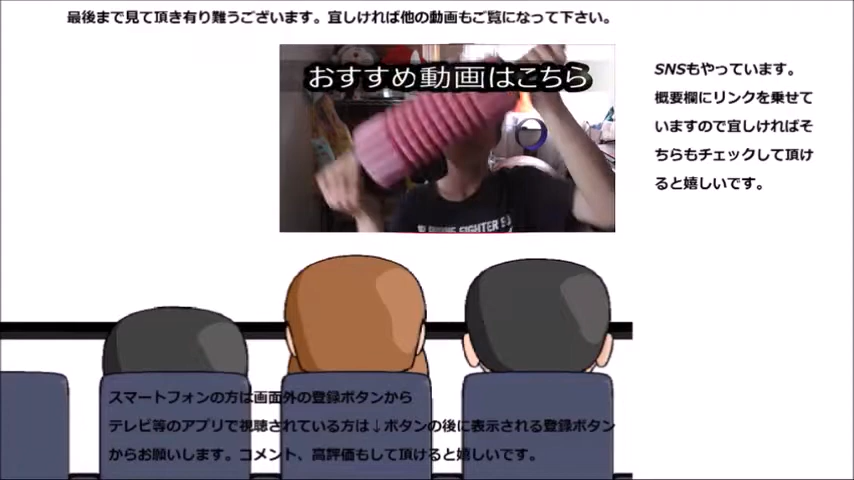 最後まで見て頂き有り難うございます。宜しければ他の動画もご覧になって下さい。
おすすめ動画はこちら
SNSもやっています。
概要欄にリンクを乗せて
いますので宜しければそ
ちらもチェックして頂け
ると嬉しいです。
FIGHTER
スマートフォンの方は画面外の登録ボタンから
テレビ等のアプリで視聴されている方は↓ボタンの後に表示される登録ボタン
からお願いします。コメント、高評価もして頂けると嬉しいです。